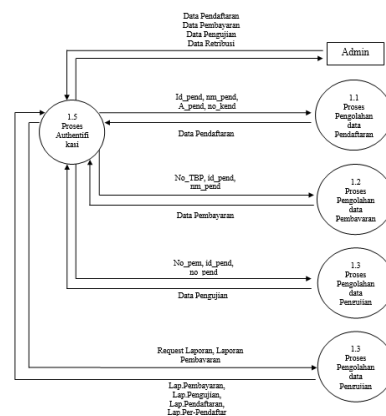 Data Pendaftaran
Data Pembayaran
Data Pengujian
Data Retribusi
Admin
Id_pend, nm_pend,
A_pend, no_kend
1.1
Proses
Pengolahan
data
Pendaftaran
1.5
Proses
Authentifi
kasi
Data Pendaftaran
No_TBP, id_pend,
nm_pend
1.2
Proses
Pengolahan
data
Pembayaran
Data Pembayaran
No_pem, id_pend,
no_pend
1.3
Proses
Pengolahan
data
Pengujian
Data Pengujian
Request Laporan, Laporan
Pembayaran
1.3
Proses
Pengolahan
data
Pengujian
Lap.Pembayaran,
Lap.Pengujian,
Lap.Pendaftaran,
Lap.Per-Pendaftar